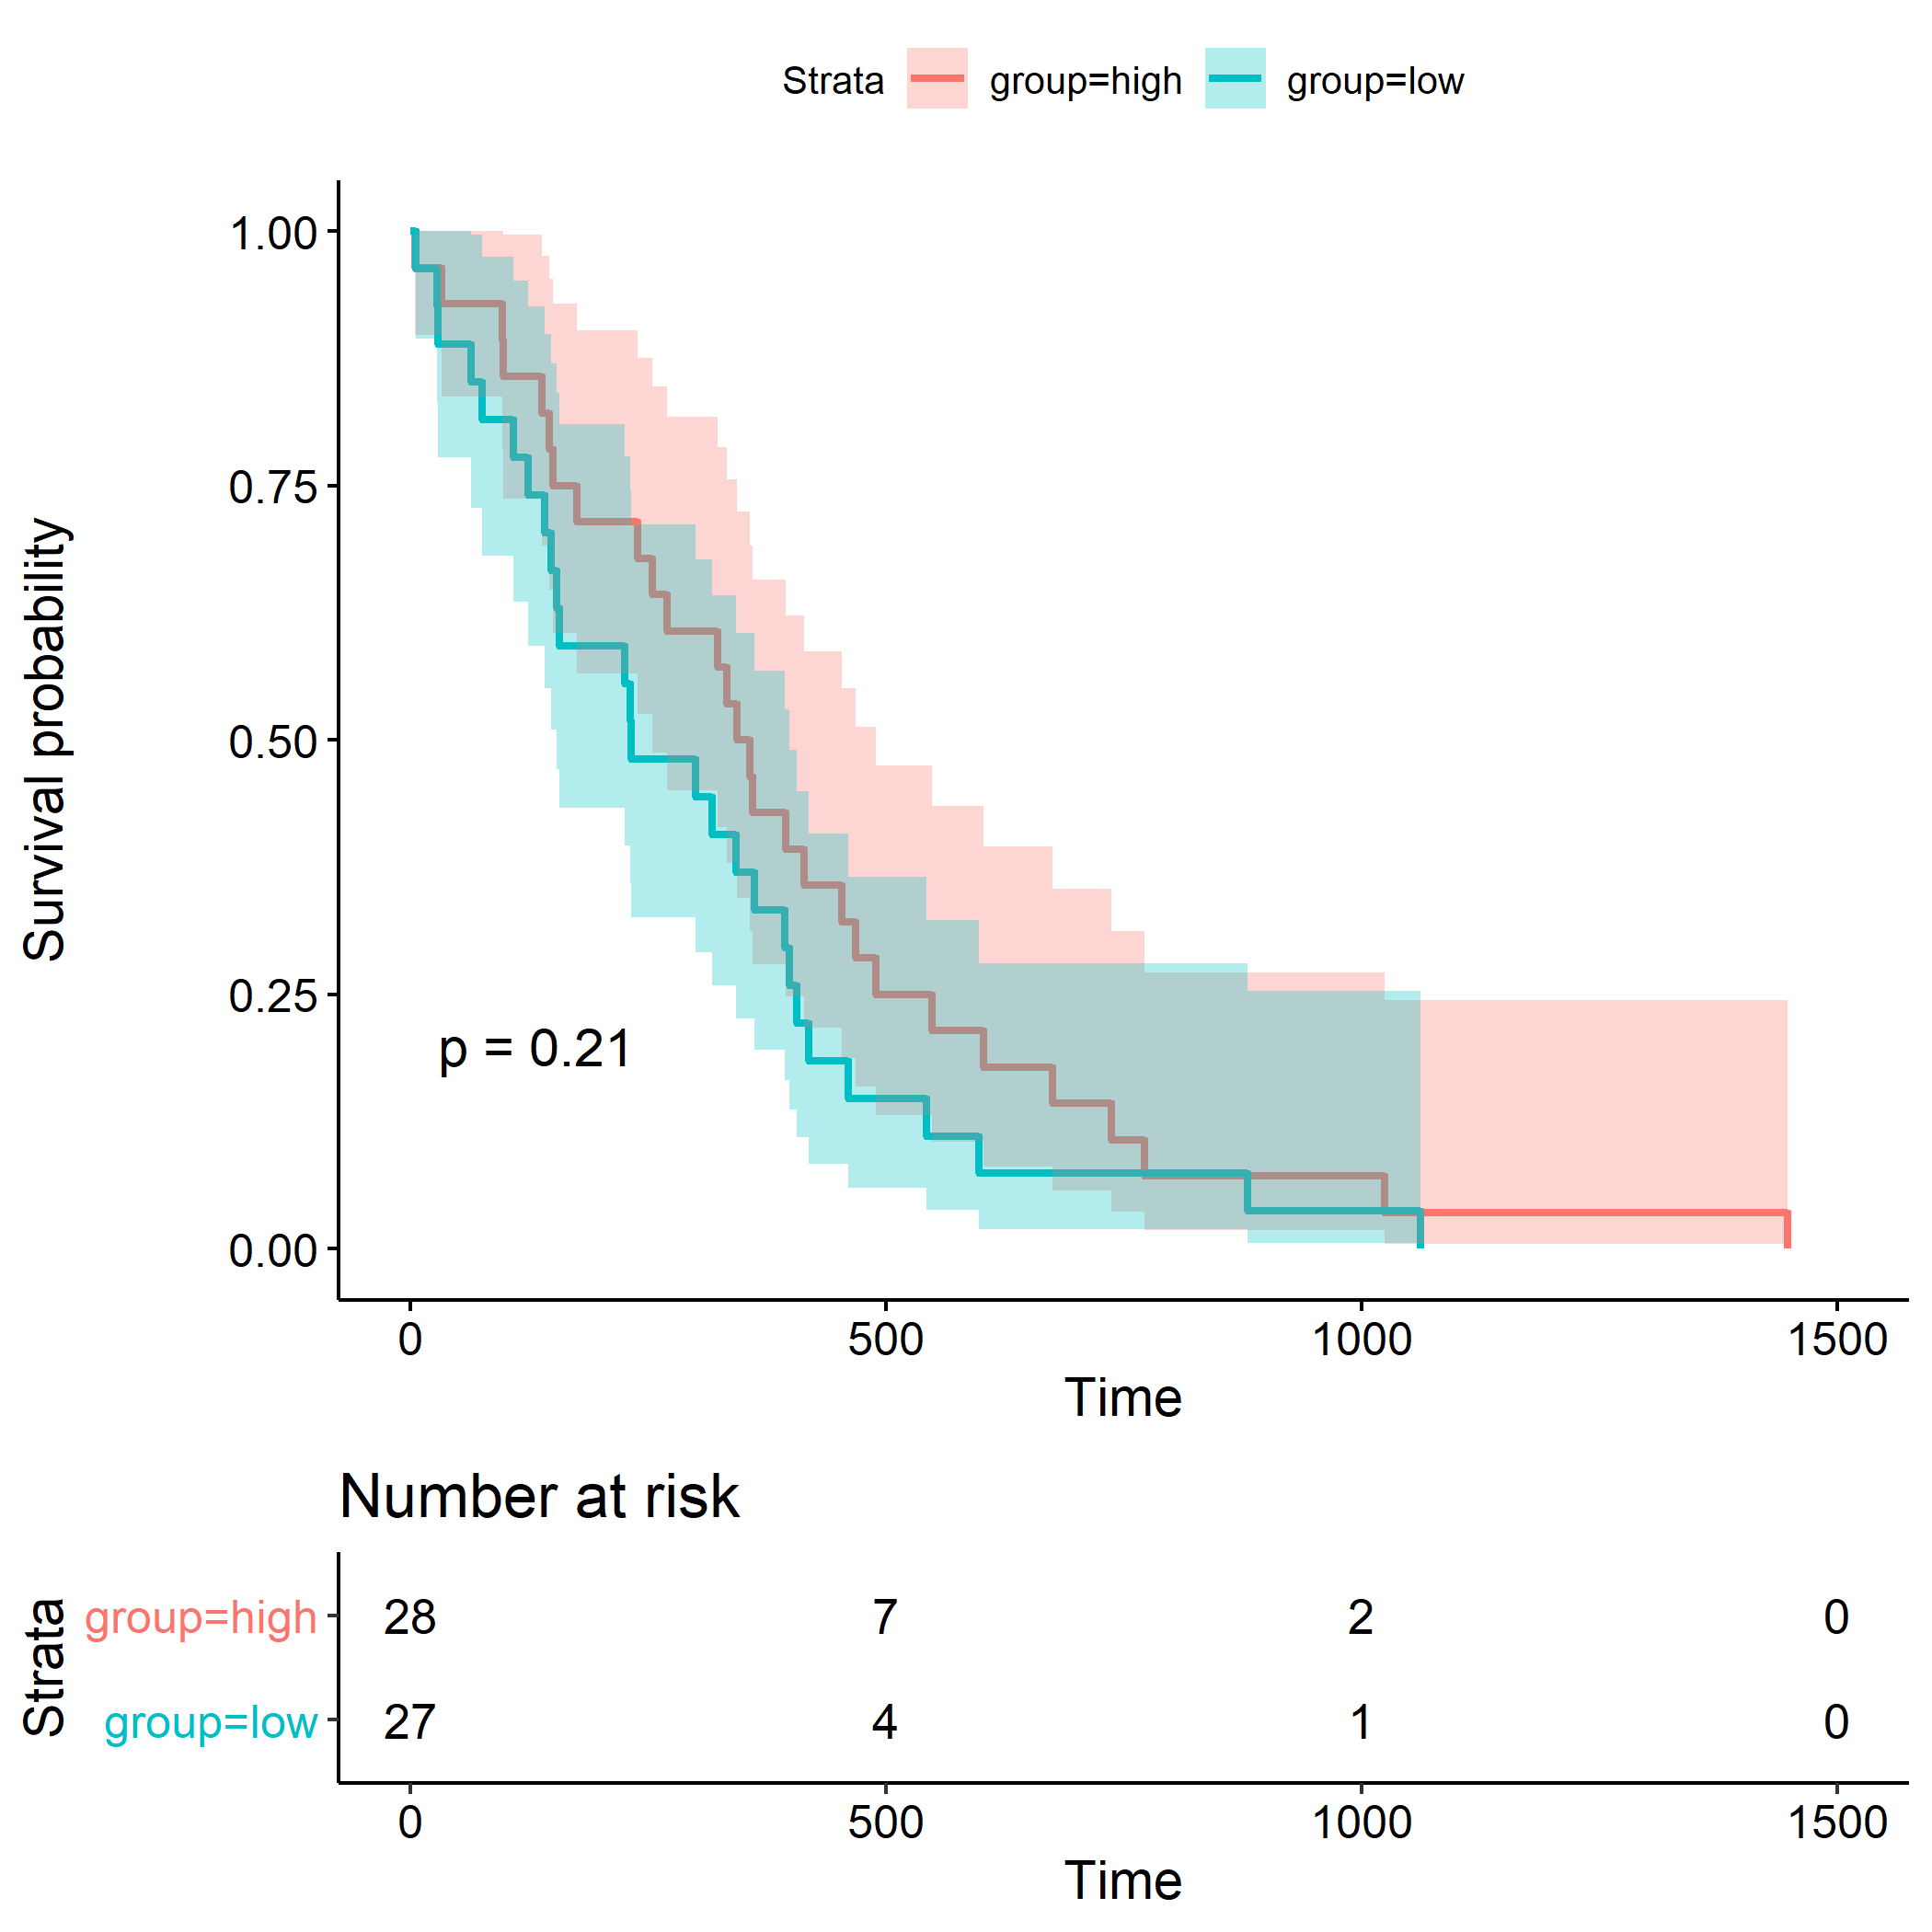 Strata group=high group=low
Survival probability
1.00
0.75
0.50
0.25
0.00
p = 0.21
0 500 1000 1500
Time
Number at risk
Strata
group=high 28 7 2 0
group=low 27 4 1 0
0 500 1000 1500
Time